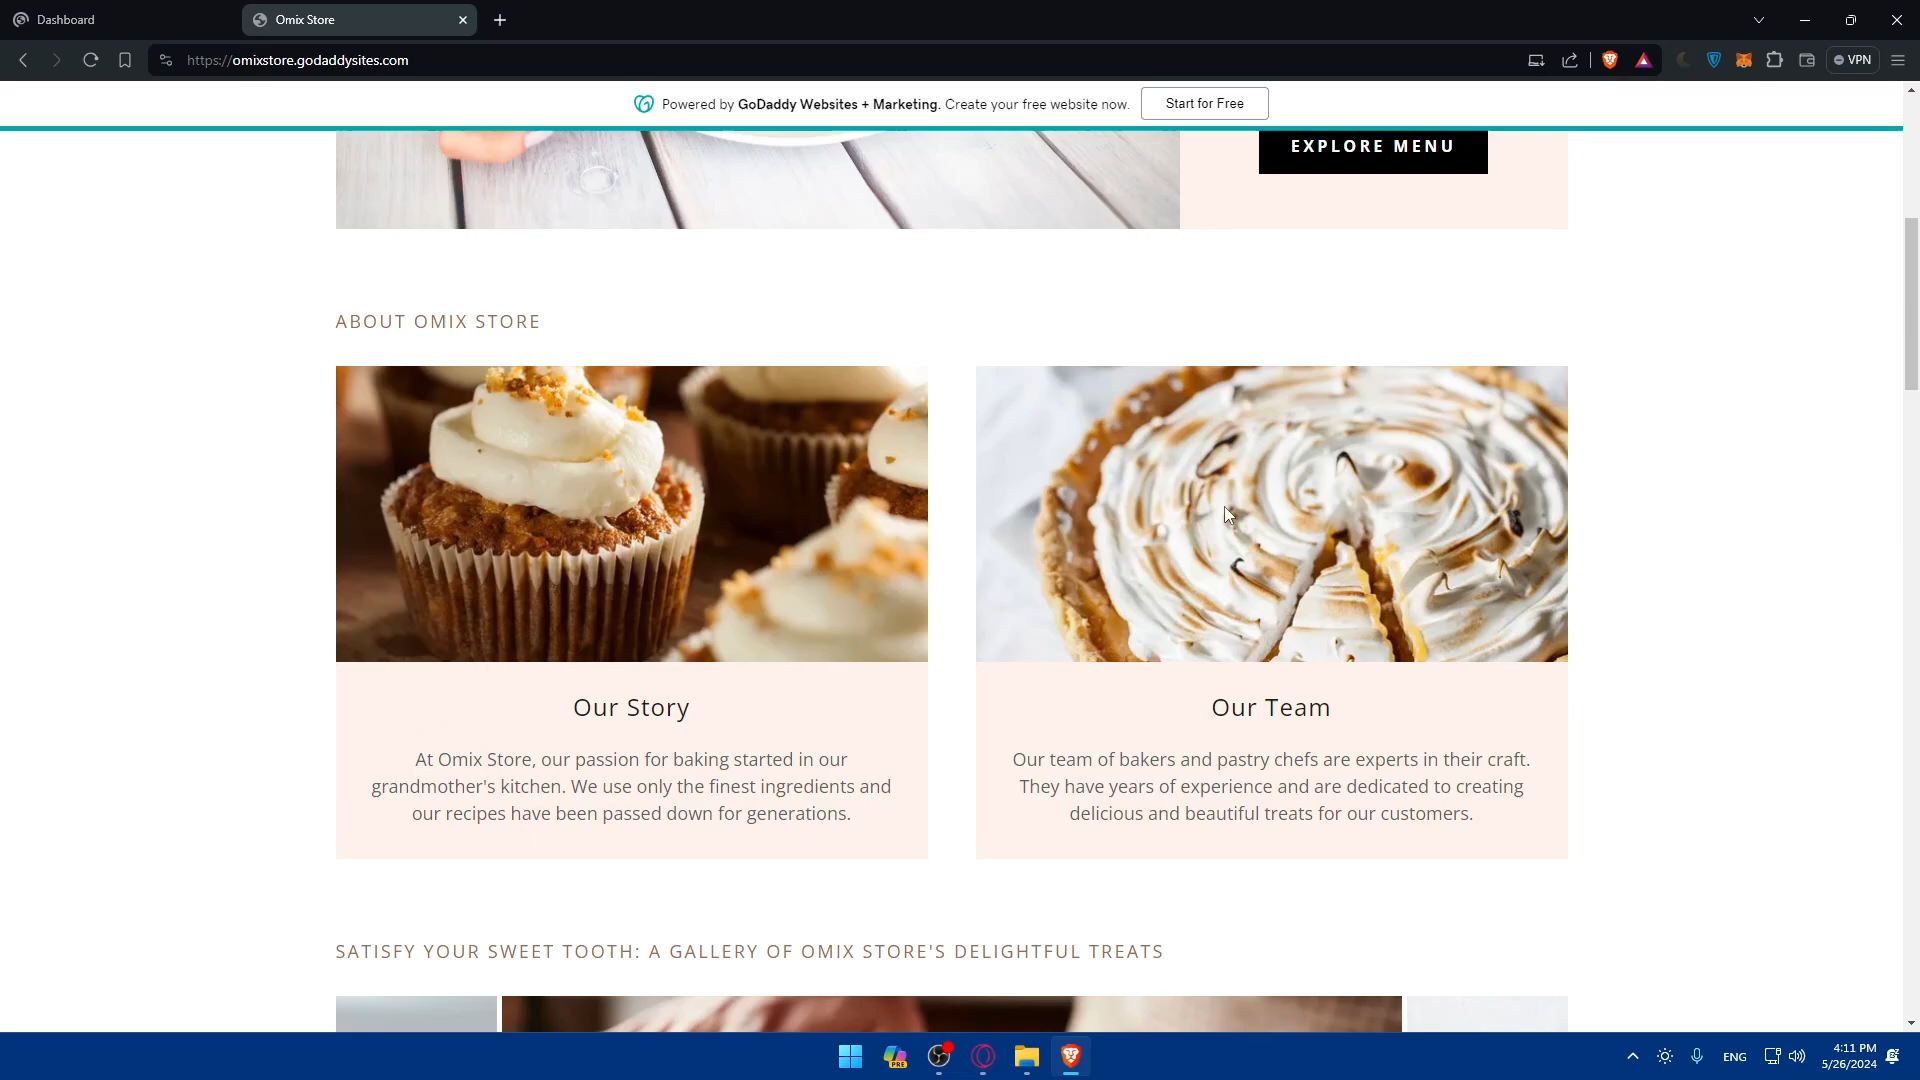 Dashboard
Omix Store
https://omixstore.godaddysites.com
VPN
Powered by GoDaddy Websites + Marketing. Create your free website now.
Start for Free
EXPLORE MENU
ABOUT OMIX STORE
Our Story
At Omix Store, our passion for baking started in our
grandmother's kitchen. We use only the finest ingredients and
our recipes have been passed down for generations.
Our Team
Our team of bakers and pastry chefs are experts in their craft.
They have years of experience and are dedicated to creating
delicious and beautiful treats for our customers.
SATISFY YOUR SWEET TOOTH: A GALLERY OF OMIX STORE'S DELIGHTFUL TREATS
PRE
ENG
4:11 PM
5/26/2024